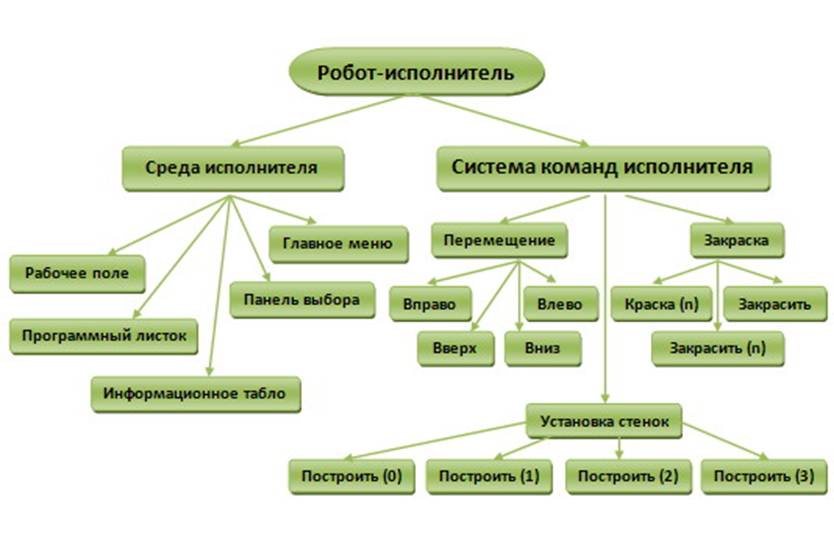 Робот-исполнитель
Среда исполнителя
Система команд исполнителя
Главное меню
Рабочее поле
Панель выбора
Программный листок
Информационное табло
Перемещение
Закраска
Вправо
Влево
Вверх
Вниз
Краска (n)
Закрасить
Закрасить (n)
Установка стенок
Построить (0)
Построить (1)
Построить (2)
Построить (3)